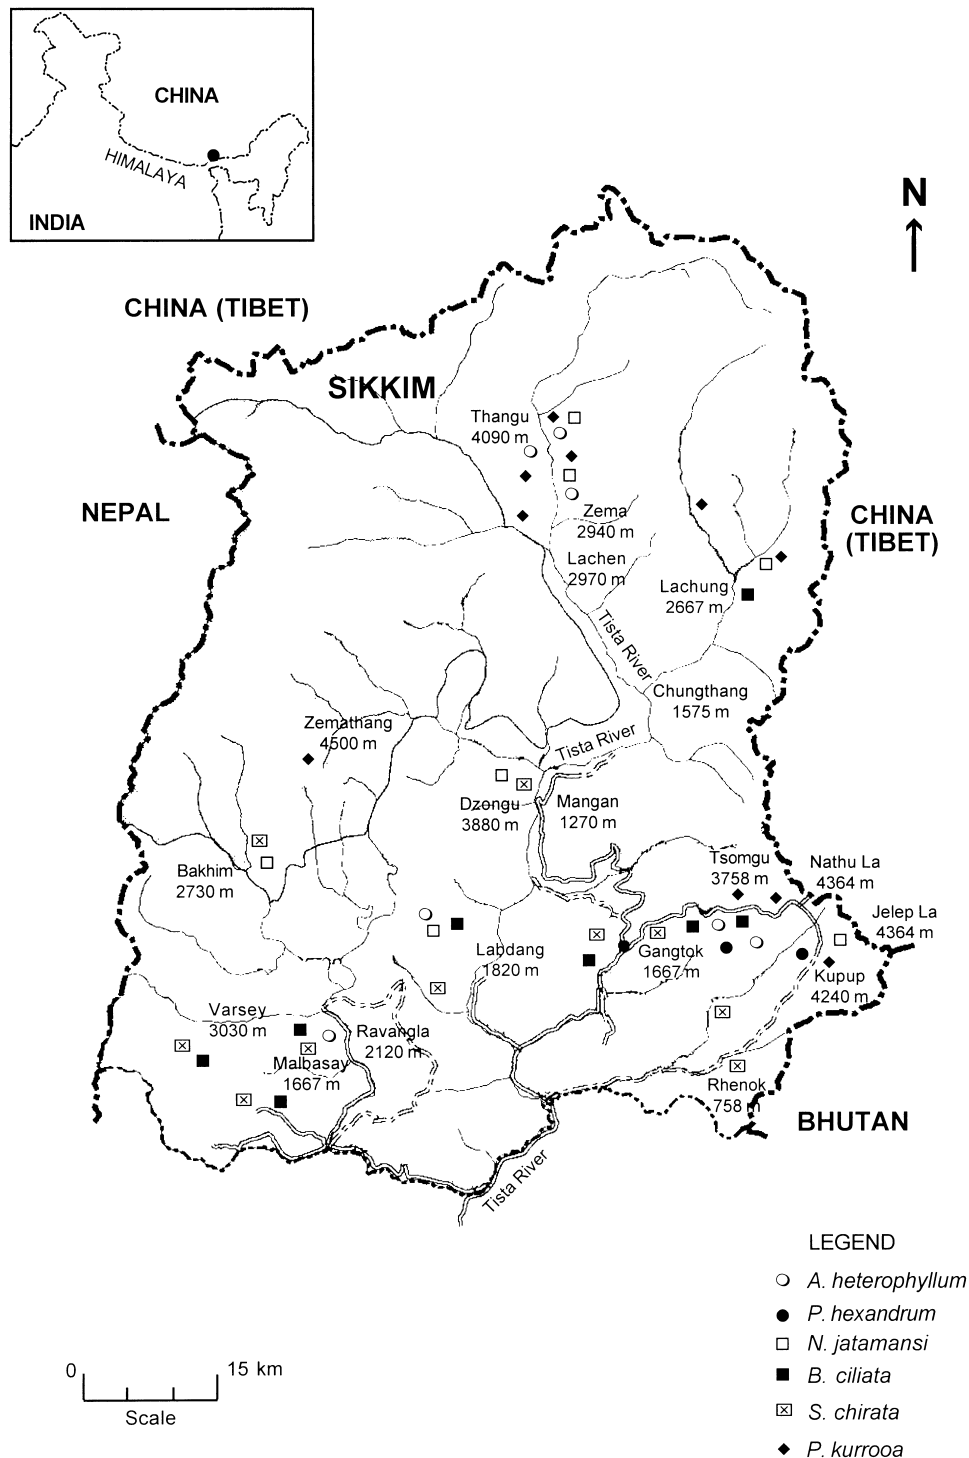 CHINA
HIMALAYA
INDIA
N
CHINA (TIBET)
SIKKIM
Thangu
4090 m
NEPAL
Zema
2940 m
CHINA
(TIBET)
Lachen
2970 m
Lachung
2667 m
Tista River
Chungthang
1575 m
Zemathang
4500 m
Tista River
Dzongu
3880 m
Mangan
1270 m
Bakhim
2730 m
Tsomgu
3758 m
Nathu La
4364 m
Jelep La
4364 m
Labdang
1820 m
Gangtok
1667 m
Kupup
4240 m
Varsey
3030 m
Ravangla
2120 m
Malbasay
1667 m
Rhenok
758 m
BHUTAN
Tista River
LEGEND
A. heterophyllum
P. hexandrum
N. jatamansi
B. ciliata
S. chirata
P. kurrooa
0 15 km
Scale